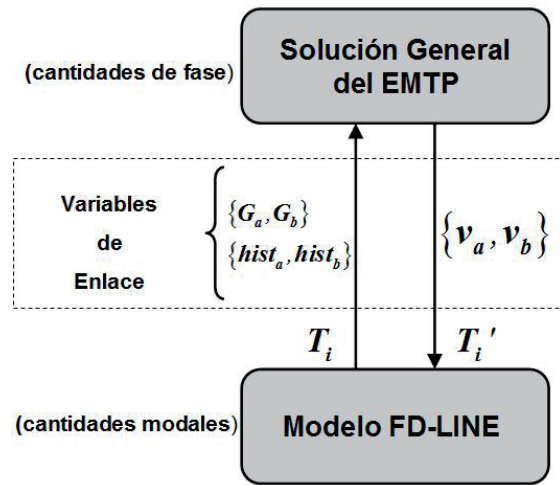 Solución General
del EMTP
(cantidades de fase)
Variables
de
Enlace
{G_a, G_b}
{hist_a, hist_b}
{v_a, v_b}
T_i
T_i'
(cantidades modales)
Modelo FD-LINE